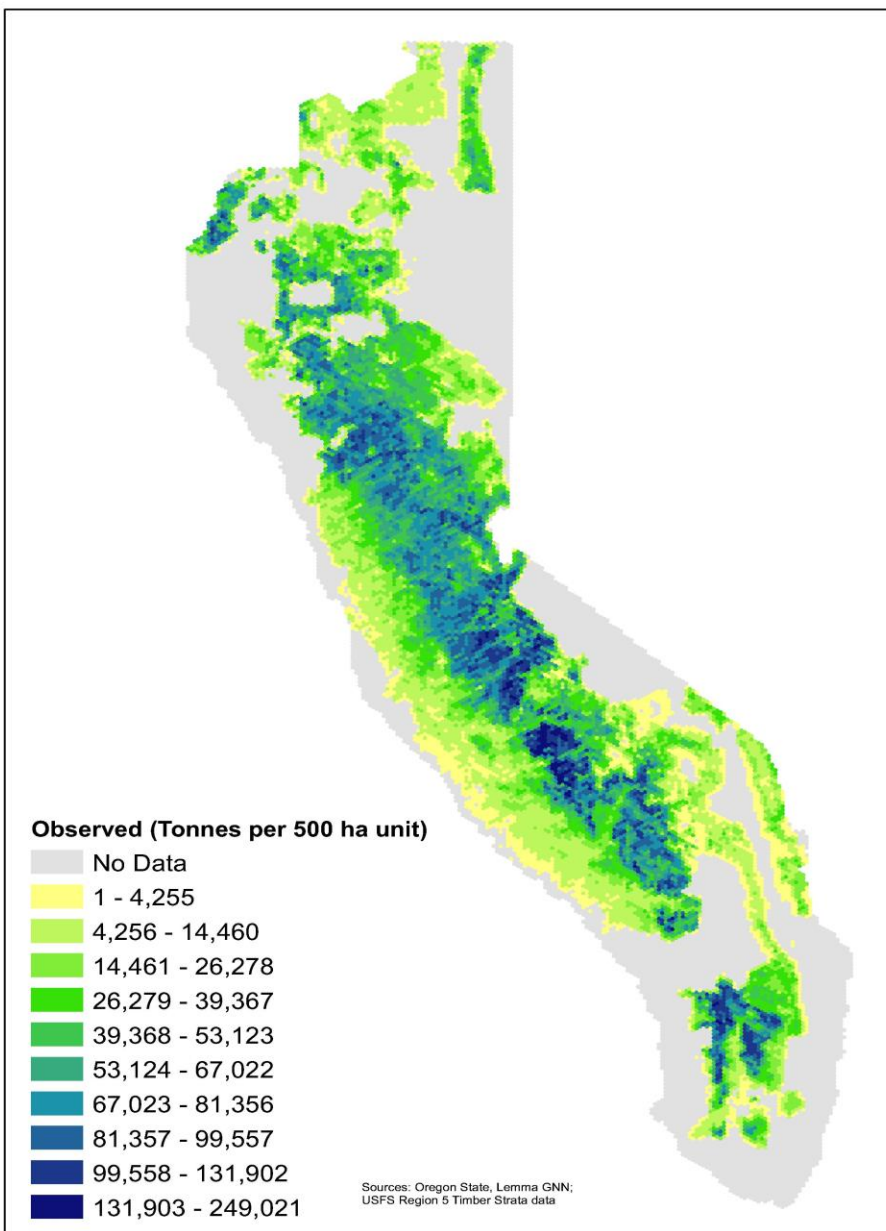 Observed (Tonnes per 500 ha unit)
No Data
1 - 4,255
4,256 - 14,460
14,461 - 26,278
26,279 - 39,367
39,368 - 53,123
53,124 - 67,022
67,023 - 81,356
81,357 - 99,557
99,558 - 131,902
131,903 - 249,021
Sources: Oregon State, Lemma GNN;
USFS Region 5 Timber Strata data